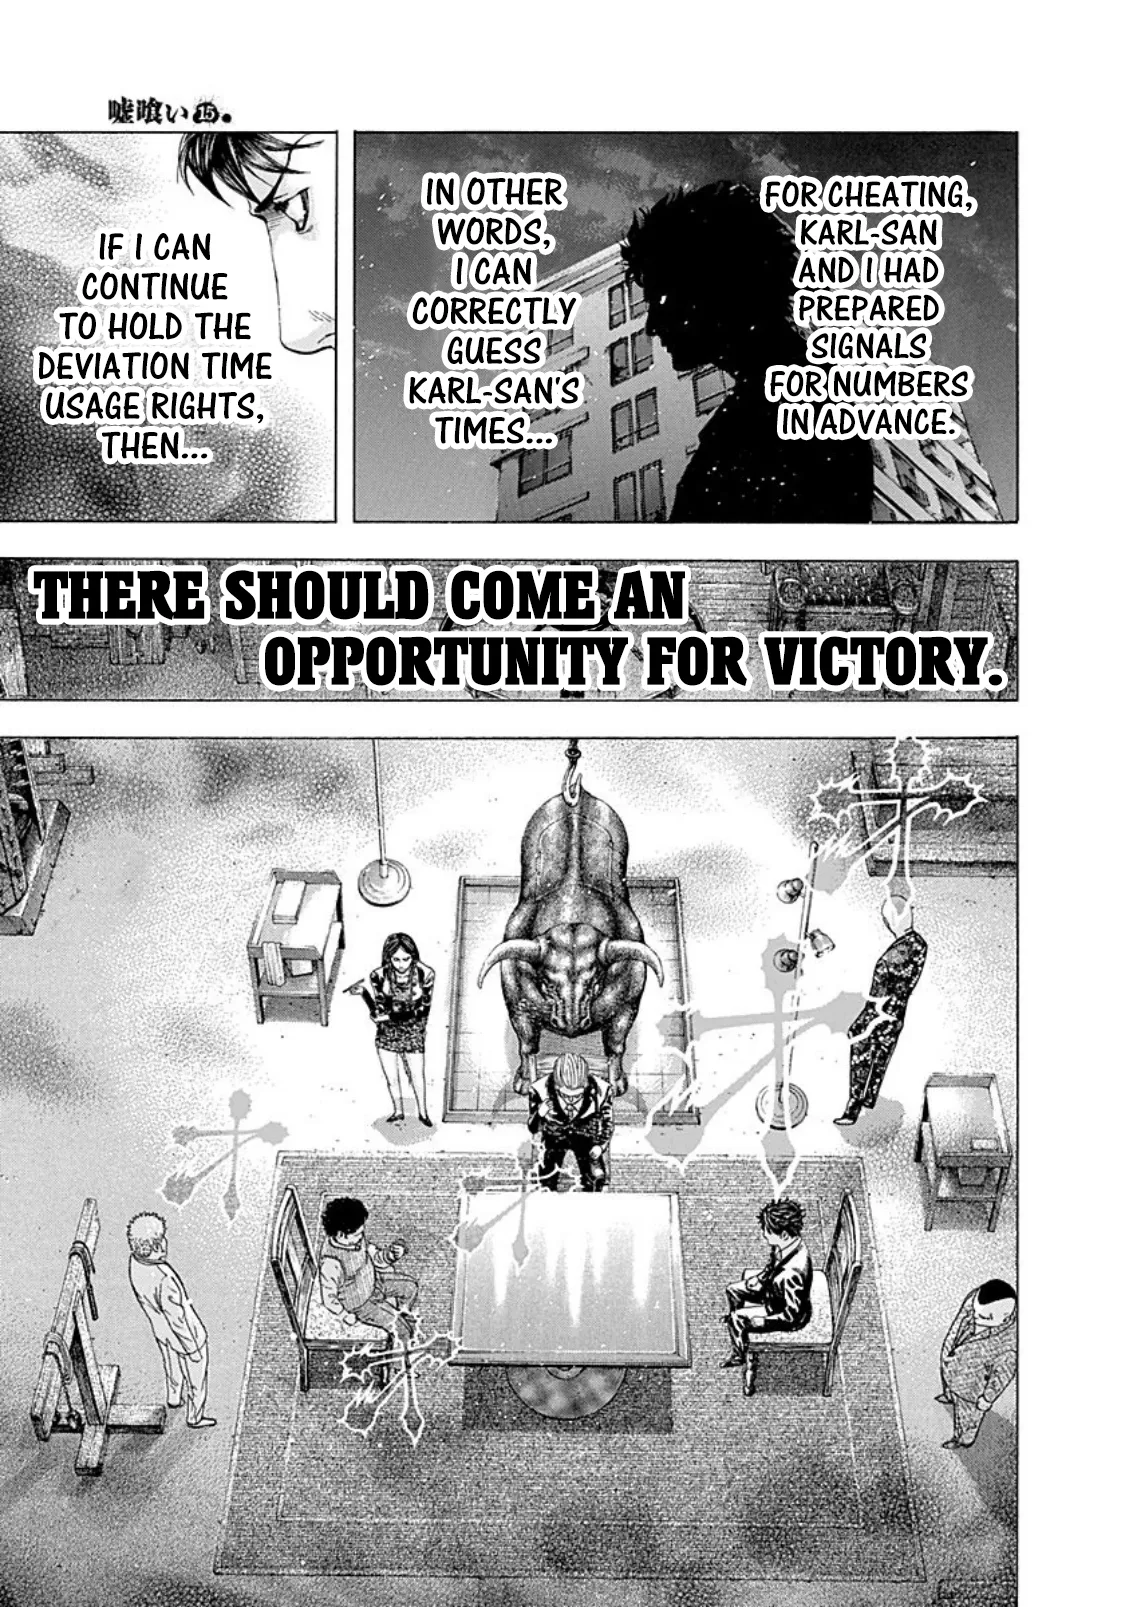 嘘喰い 15.
FOR CHEATING,
KARL-SAN
AND I HAD
PREPARED
SIGNALS
FOR NUMBERS
IN ADVANCE.
IN OTHER
WORDS,
I CAN
CORRECTLY
GUESS
KARL-SAN'S
TIMES...
IF I CAN
CONTINUE
TO HOLD THE
DEVIATION TIME
USAGE RIGHTS,
THEN...
THERE SHOULD COME AN
OPPORTUNITY FOR VICTORY.